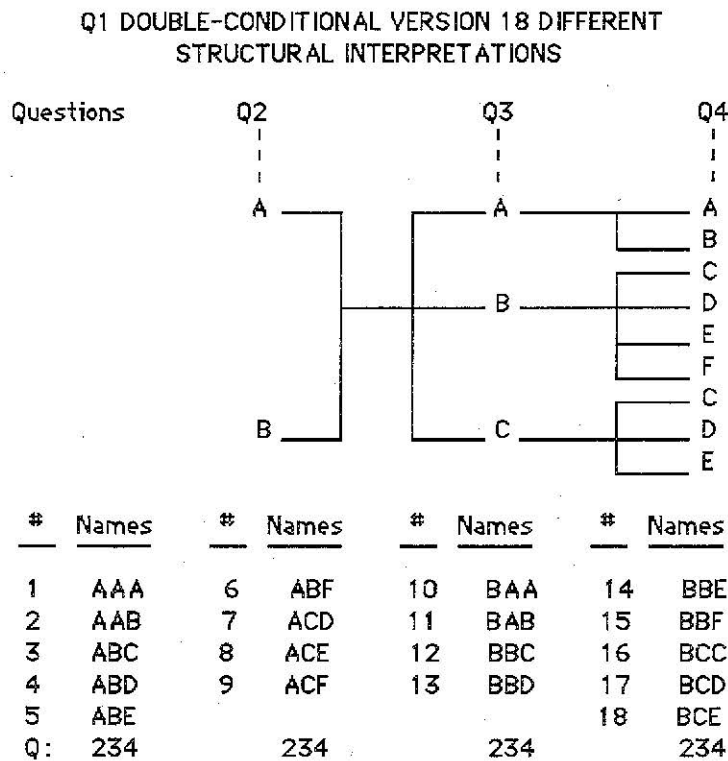 Q1 DOUBLE-CONDITIONAL VERSION 18 DIFFERENT
STRUCTURAL INTERPRETATIONS
Questions Q2 Q3 Q4
A A A
B
C
B D
E
F
C
B C D
E
# Names # Names # Names # Names
1 AAA 6 ABF 10 BAA 14 BBE
2 AAB 7 ACD 11 BAB 15 BBF
3 ABC 8 ACE 12 BBC 16 BCC
4 ABD 9 ACF 13 BBD 17 BCD
5 ABE 18 BCE
Q: 234 234 234 234